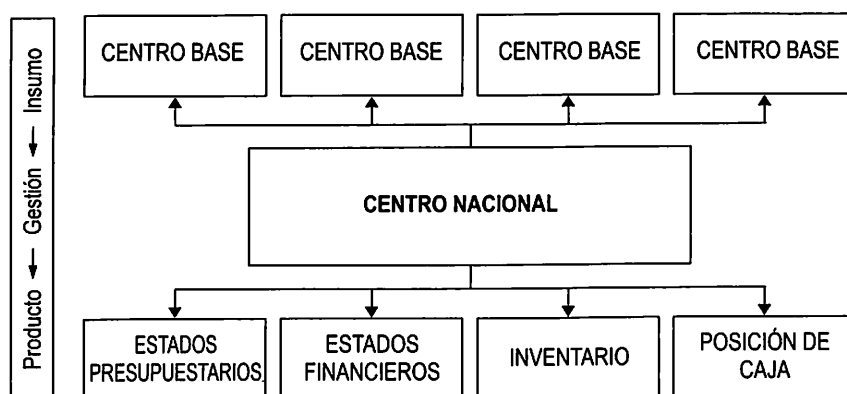 CENTRO BASE
CENTRO BASE
CENTRO BASE
CENTRO BASE
Producto ← Gestión ← Insumo
CENTRO NACIONAL
ESTADOS
PRESUPUESTARIOS
ESTADOS
FINANCIEROS
INVENTARIO
POSICIÓN DE
CAJA